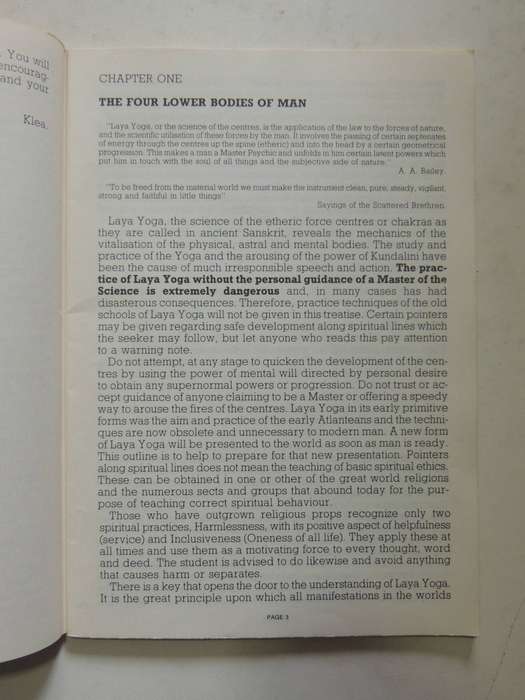 . You will
encourag-
and your
Klea.
CHAPTER ONE
THE FOUR LOWER BODIES OF MAN
"Laya Yoga, or the science of the centres, is the application of the law to the forces of nature,
and the scientific utilisation of these forces by the man. It involves the passing of certain septenates
of energy through the centres up the spine (etheric) and into the head by a certain geometrical
progression. This makes a man a Master Psychic and unfolds in him certain latent powers which
put him in touch with the soul of all things and the subjective side of nature."
A. A. Bailey.
"To be freed from the material world we must make the instrument clean, pure, steady, vigilant,
strong and faithful in little things"
Sayings of the Scattered Brethren.
Laya Yoga, the science of the etheric force centres or chakras as
they are called in ancient Sanskrit, reveals the mechanics of the
vitalisation of the physical, astral and mental bodies. The study and
practice of the Yoga and the arousing of the power of Kundalini have
been the cause of much irresponsible speech and action. The prac-
tice of Laya Yoga without the personal guidance of a Master of the
Science is extremely dangerous and, in many cases has had
disasterous consequences. Therefore, practice techniques of the old
schools of Laya Yoga will not be given in this treatise. Certain pointers
may be given regarding safe development along spiritual lines which
the seeker may follow, but let anyone who reads this pay attention
to a warning note.
Do not attempt, at any stage to quicken the development of the cen-
tres by using the power of mental will directed by personal desire
to obtain any supernormal powers or progression. Do not trust or ac-
cept guidance of anyone claiming to be a Master or offering a speedy
way to arouse the fires of the centres. Laya Yoga in its early primitive
forms was the aim and practice of the early Atlanteans and the techni-
ques are now obsolete and unnecessary to modern man. A new form
of Laya Yoga will be presented to the world as soon as man is ready.
This outline is to help to prepare for that new presentation. Pointers
along spiritual lines does not mean the teaching of basic spiritual ethics.
These can be obtained in one or other of the great world religions
and the numerous sects and groups that abound today for the pur-
pose of teaching correct spiritual behaviour.
Those who have outgrown religious props recognize only two
spiritual practices, Harmlessness, with its positive aspect of helpfulness
(service) and Inclusiveness (Oneness of all life). They apply these at
all times and use them as a motivating force to every thought, word
and deed. The student is advised to do likewise and avoid anything
that causes harm or separates.
There is a key that opens the door to the understanding of Laya Yoga.
It is the great principle upon which all manifestations in the worlds
PAGE 3